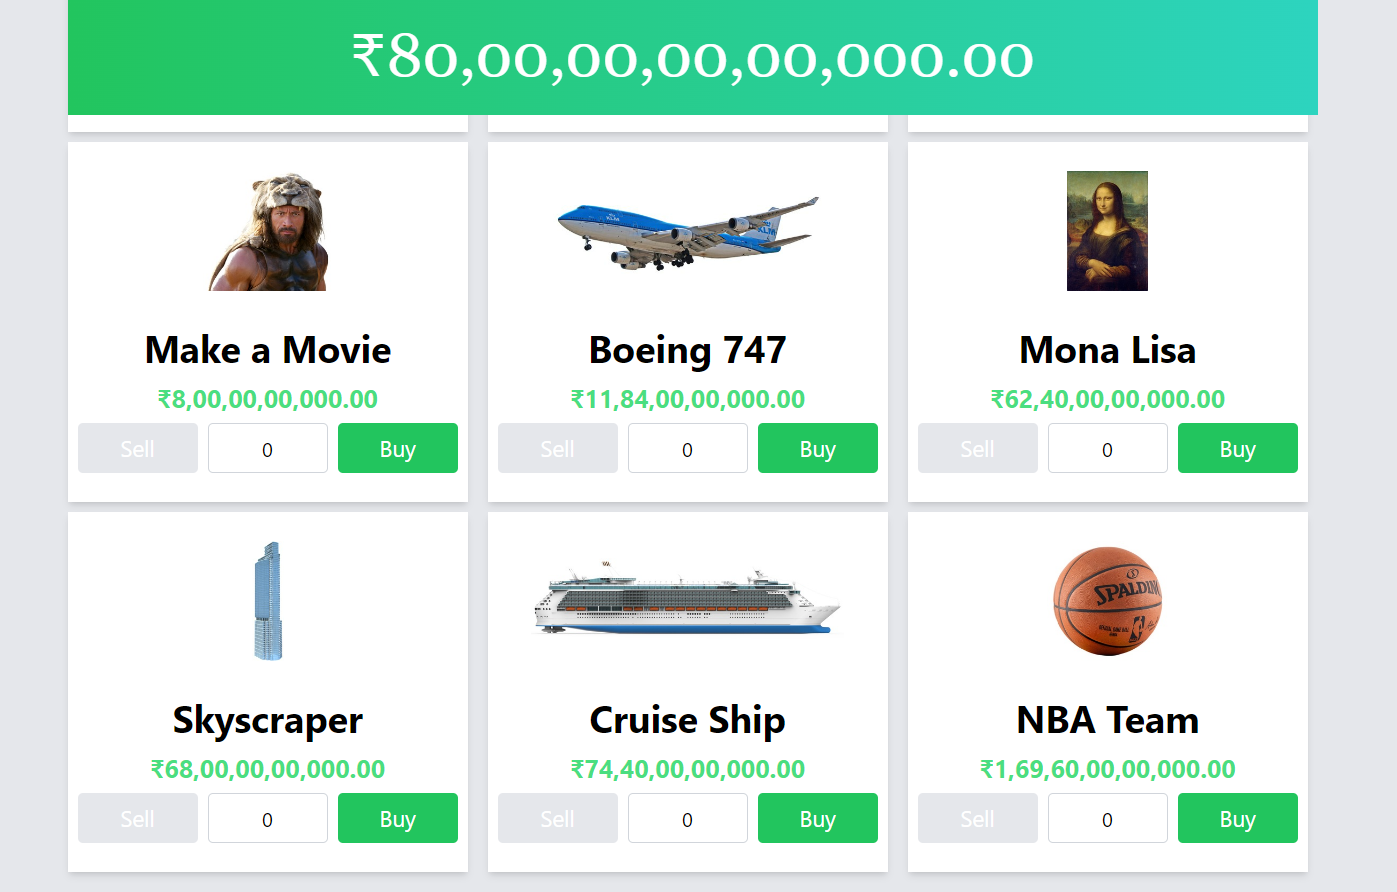 ₹80,00,00,00,00,000.00
KLM
KLM
Make a Movie
Boeing 747
Mona Lisa
₹8,00,00,00,000.00
₹11,84,00,00,000.00
₹62,40,00,00,000.00
Sell
0
Buy
Sell
0
Buy
Sell
0
Buy
SPALDING
Skyscraper
Cruise Ship
NBA Team
₹68,00,00,00,000.00
₹74,40,00,00,000.00
₹1,69,60,00,00,000.00
Sell
0
Buy
Sell
0
Buy
Sell
0
Buy